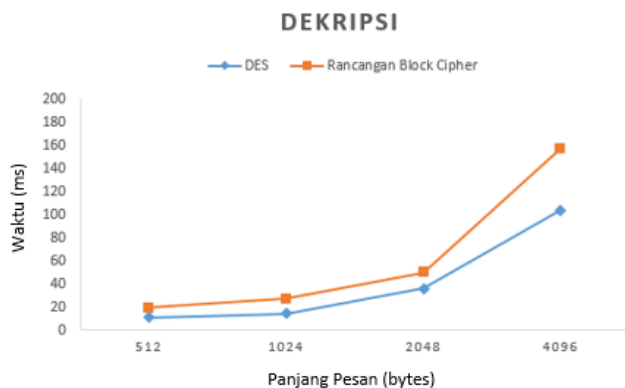 DEKRIPSI
DES Rancangan Block Cipher
200
180
160
140
120
100
80
60
40
20
0
Waktu (ms)
512 1024 2048 4096
Panjang Pesan (bytes)